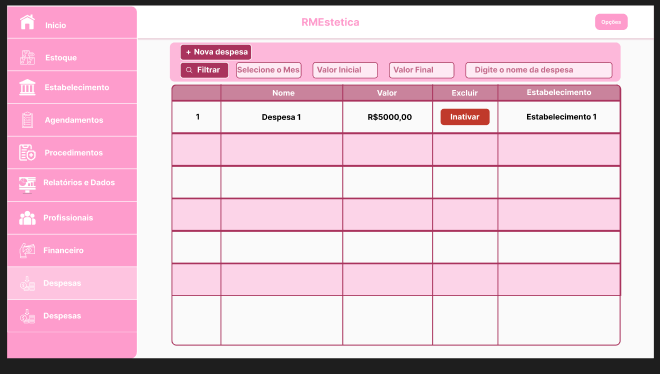 RMEstetica
Opções
Inicio
Estoque
Estabelecimento
Agendamentos
Procedimentos
Relatórios e Dados
Profissionais
Financeiro
Despesas
Despesas
+ Nova despesa
Filtrar
Selecione o Mes
Valor Inicial
Valor Final
Digite o nome da despesa
Nome Valor Excluir Estabelecimento
1 Despesa 1 R$5000,00 Inativar Estabelecimento 1